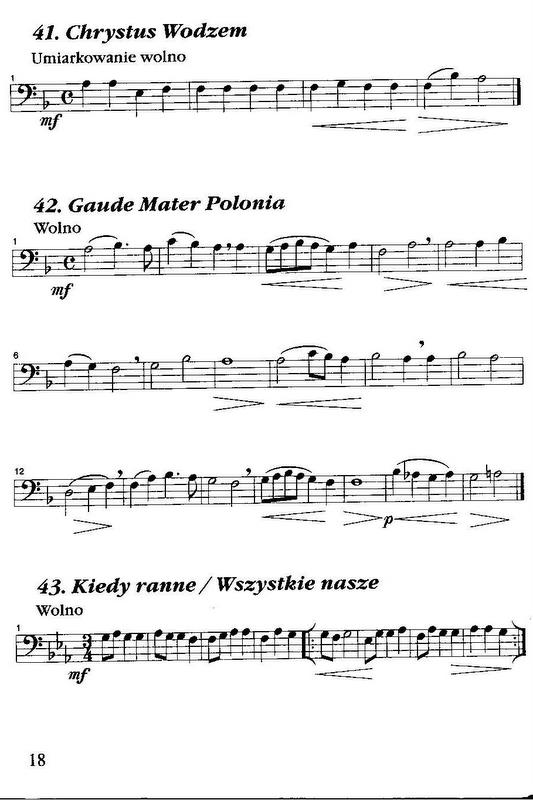 41. Chrystus Wodzem
Umiarkowanie wolno
1
mf
42. Gaude Mater Polonia
Wolno
1
mf
6
12
p
43. Kiedy ranne / Wszystkie nasze
Wolno
1
3
4
mf
18